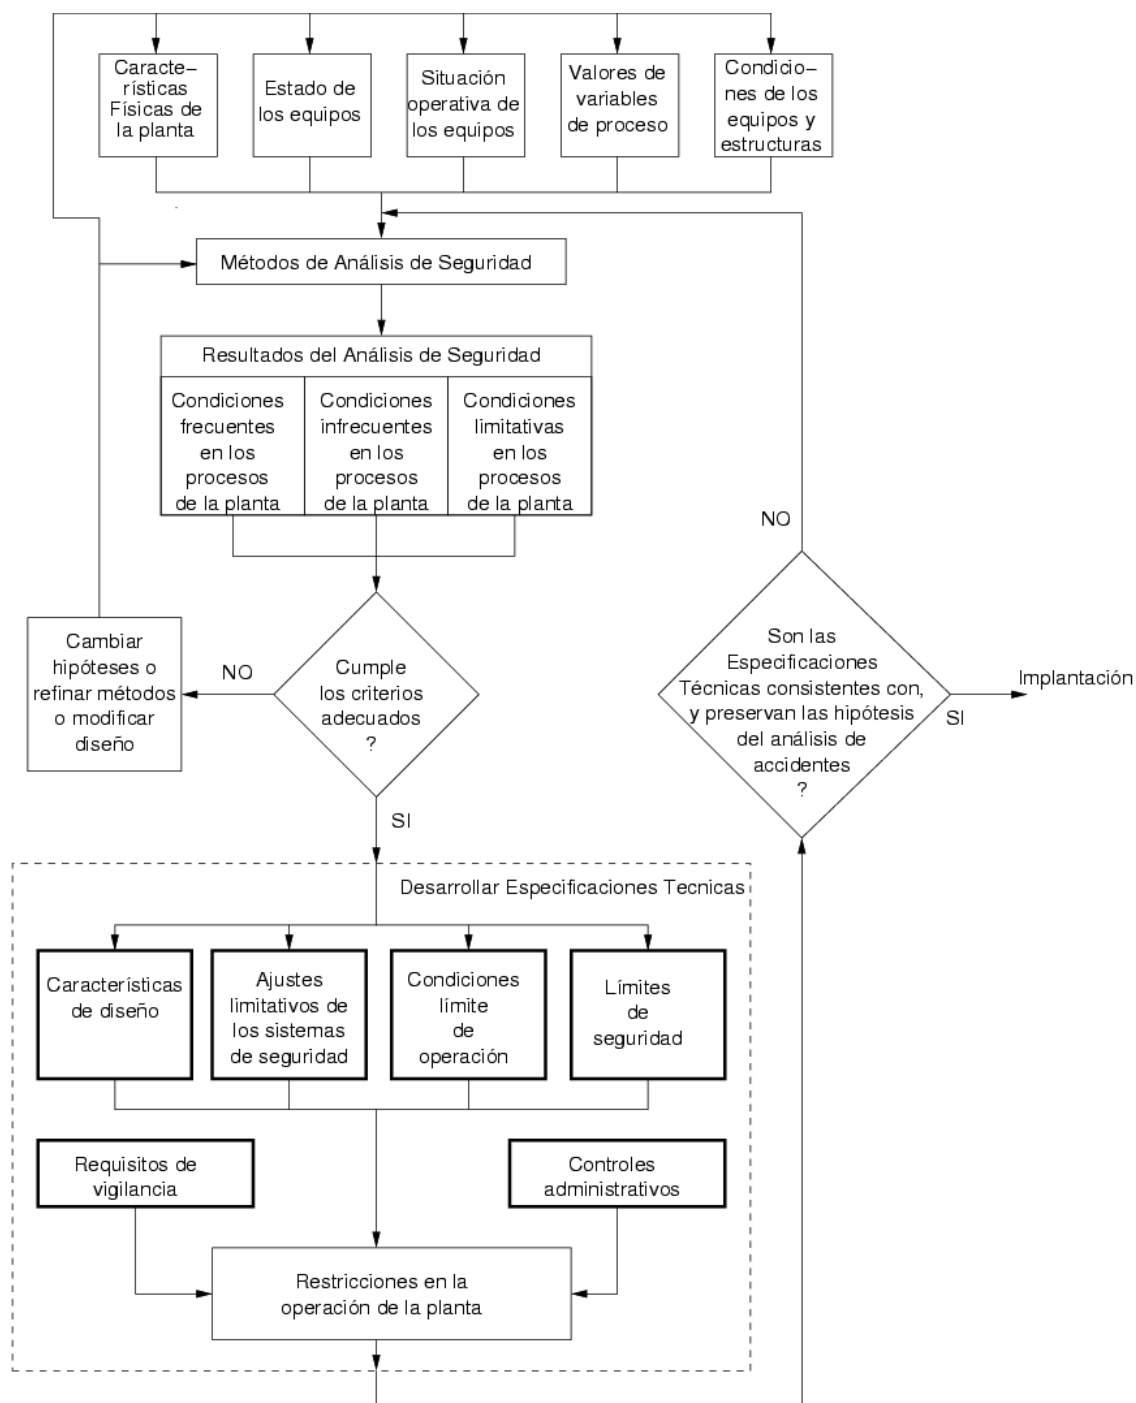 Caracte-
rísticas
Físicas de
la planta
Estado de
los equipos
Situación
operativa de
los equipos
Valores de
variables
de proceso
Condicio-
nes de los
equipos y
estructuras
Métodos de Análisis de Seguridad
Resultados del Análisis de Seguridad
Condiciones
frecuentes
en los
procesos
de la planta
Condiciones
infrecuentes
en los
procesos
de la planta
Condiciones
limitativas
en los
procesos
de la planta
NO
Cambiar
hipóteses o
refinar métodos
o modificar
diseño
NO
Cumple
los criterios
adecuados
?
Son las
Especificaciones
Técnicas consistentes con,
y preservan las hipótesis
del análisis de
accidentes
?
SI
Implantación
SI
Desarrollar Especificaciones Tecnicas
Características
de diseño
Ajustes
limitativos de
los sistemas
de seguridad
Condiciones
límite
de
operación
Límites
de
seguridad
Requisitos de
vigilancia
Controles
administrativos
Restricciones en la
operación de la planta